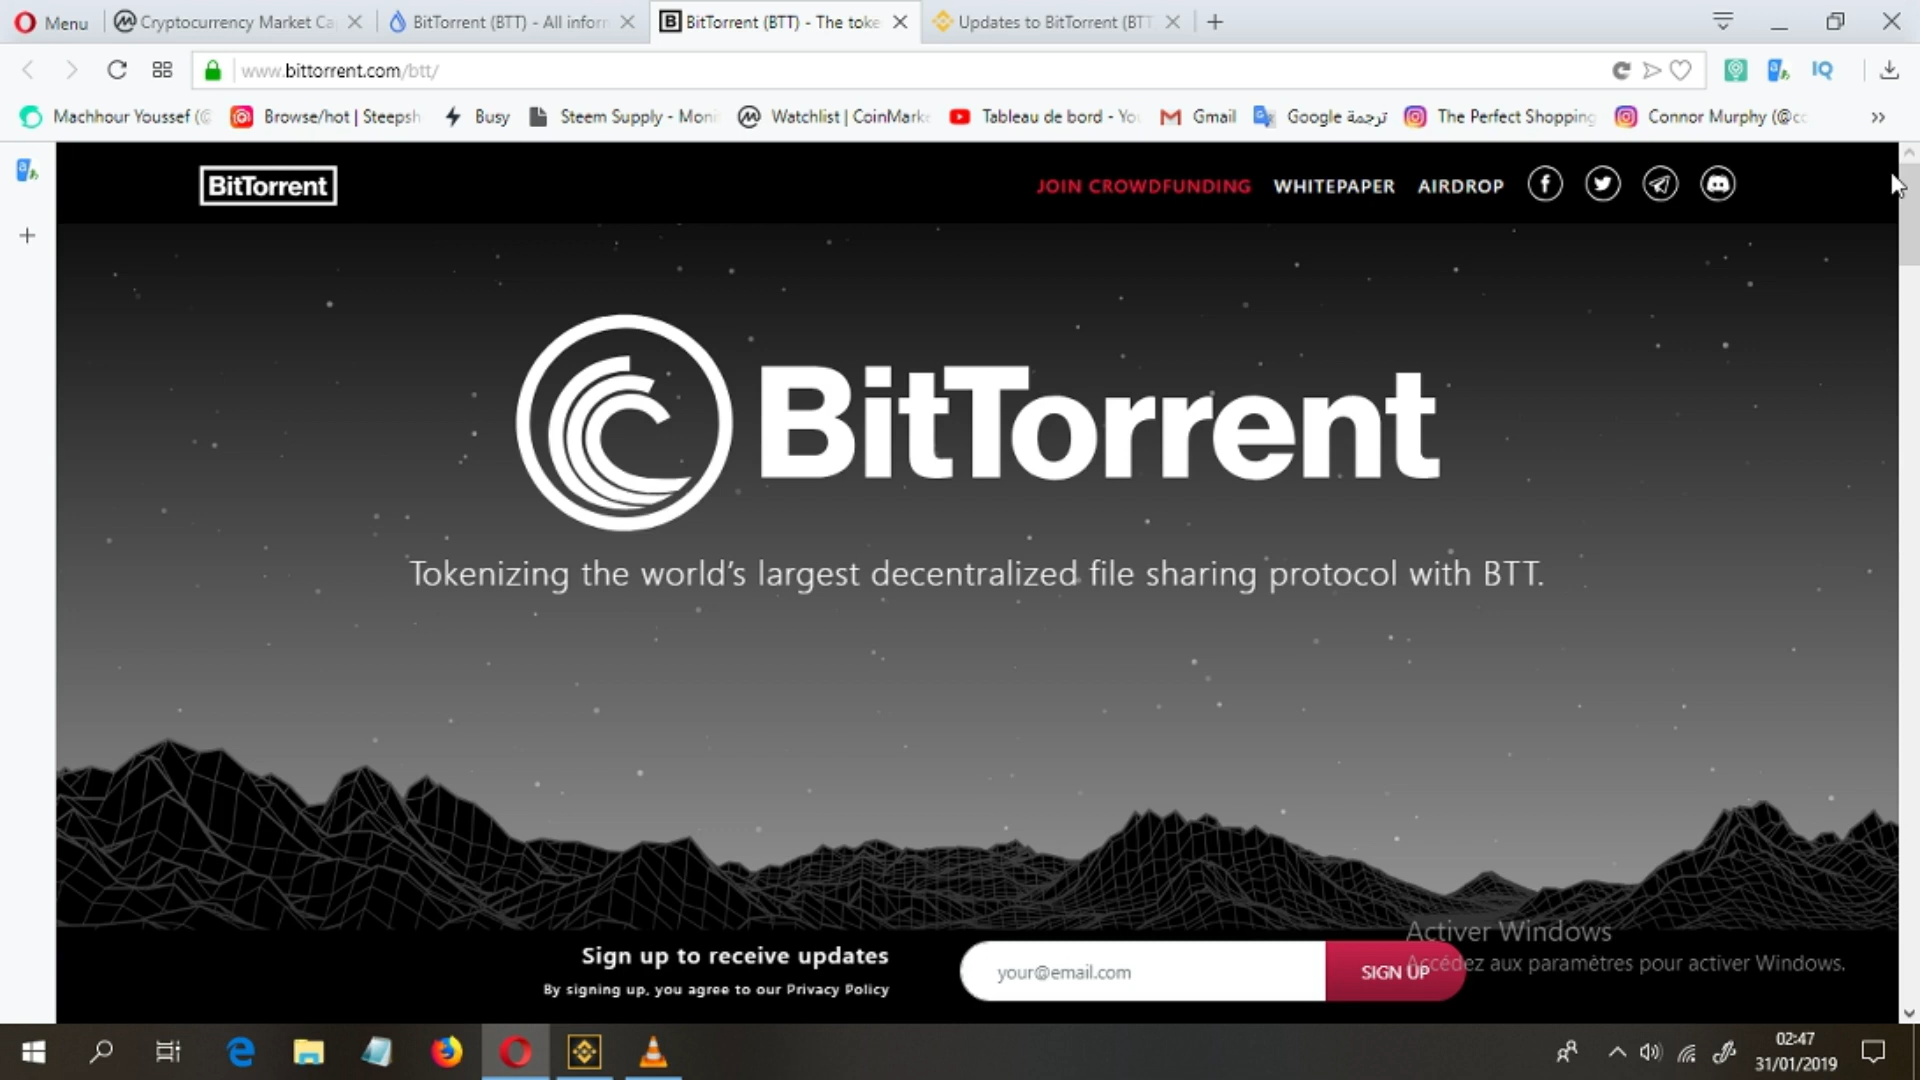 Menu
Cryptocurrency Market Ca
BitTorrent (BTT) - All inform
BitTorrent (BTT) - The toke
Updates to BitTorrent (BTT
www.bittorrent.com/btt/
Machhour Youssef (@
Browse/hot | Steepsh
Busy
Steem Supply - Moni
Watchlist | CoinMarke
Tableau de bord - Yo
Gmail
Google ترجمة
The Perfect Shopping
Connor Murphy (@cc
BitTorrent
JOIN CROWDFUNDING
WHITEPAPER
AIRDROP
BitTorrent
Tokenizing the world's largest decentralized file sharing protocol with BTT.
Sign up to receive updates
By signing up, you agree to our Privacy Policy
your@email.com
SIGN UP
Activer Windows
Accédez aux paramètres pour activer Windows.
02:47
31/01/2019